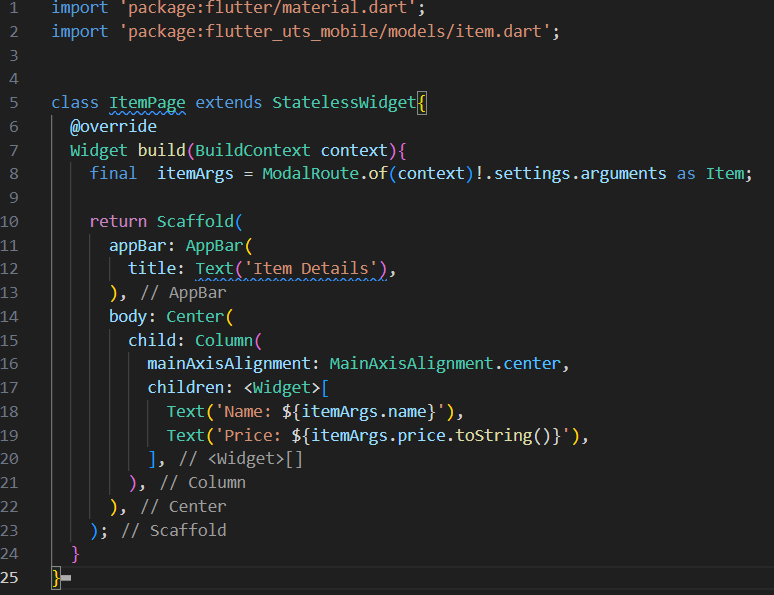 1 import 'package:flutter/material.dart';
2 import 'package:flutter_uts_mobile/models/item.dart';
3
4
5 class ItemPage extends StatelessWidget{
6   @override
7   Widget build(BuildContext context){
8     final  itemArgs = ModalRoute.of(context)!.settings.arguments as Item;
9
10     return Scaffold(
11       appBar: AppBar(
12         title: Text('Item Details'),
13       ), // AppBar
14       body: Center(
15         child: Column(
16           mainAxisAlignment: MainAxisAlignment.center,
17           children: <Widget>[
18             Text('Name: ${itemArgs.name}'),
19             Text('Price: ${itemArgs.price.toString()}'),
20           ], // <Widget>[]
21         ), // Column
22       ), // Center
23     ); // Scaffold
24   }
25 }